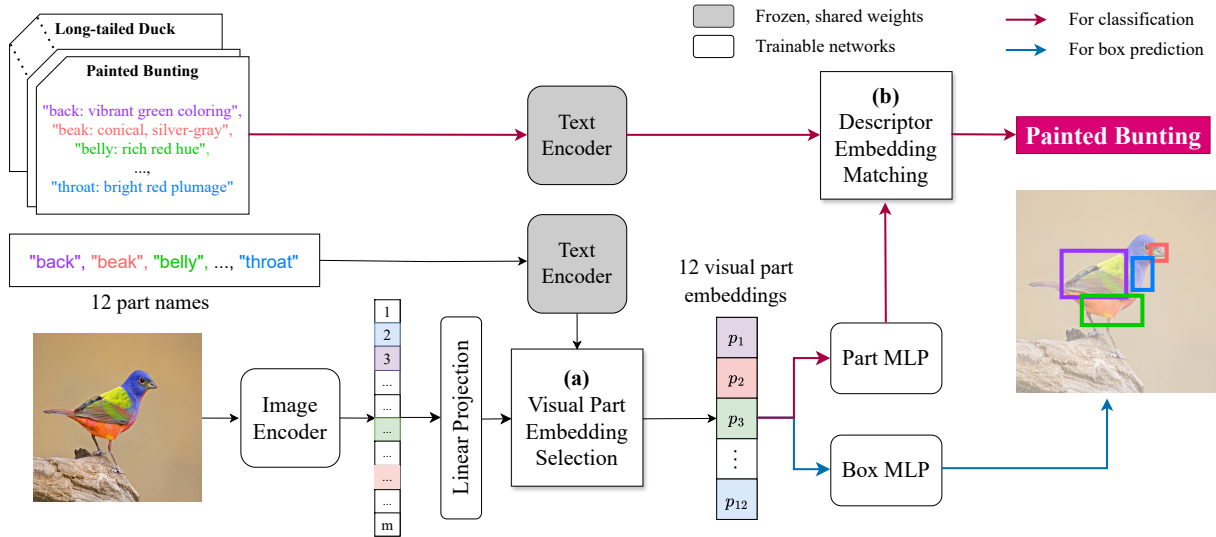 Long-tailed Duck
Painted Bunting
"back: vibrant green coloring",
"beak: conical, silver-gray",
"belly: rich red hue",
...,
"throat: bright red plumage"
Text
Encoder
Frozen, shared weights
Trainable networks
For classification
For box prediction
(b)
Descriptor
Embedding
Matching
Painted Bunting
"back", "beak", "belly", ..., "throat"
12 part names
Text
Encoder
Image
Encoder
1
2
3
...
...
...
...
...
...
m
Linear Projection
(a)
Visual Part
Embedding
Selection
12 visual part
embeddings
p1
p2
p3
⋮
p12
Part MLP
Box MLP